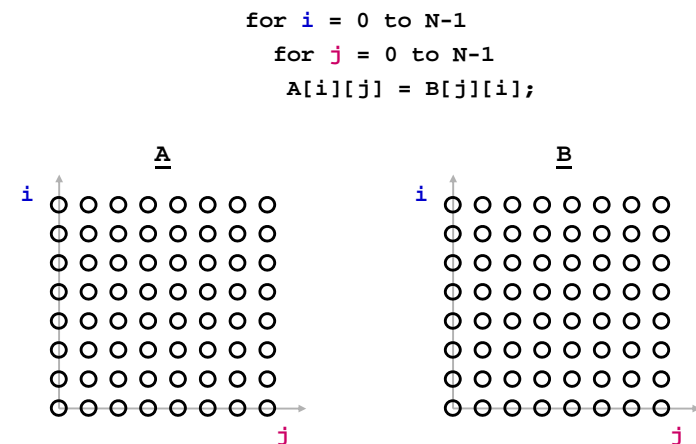 for i = 0 to N-1
for j = 0 to N-1
A[i][j] = B[j][i];
A
B
i
i
j
j